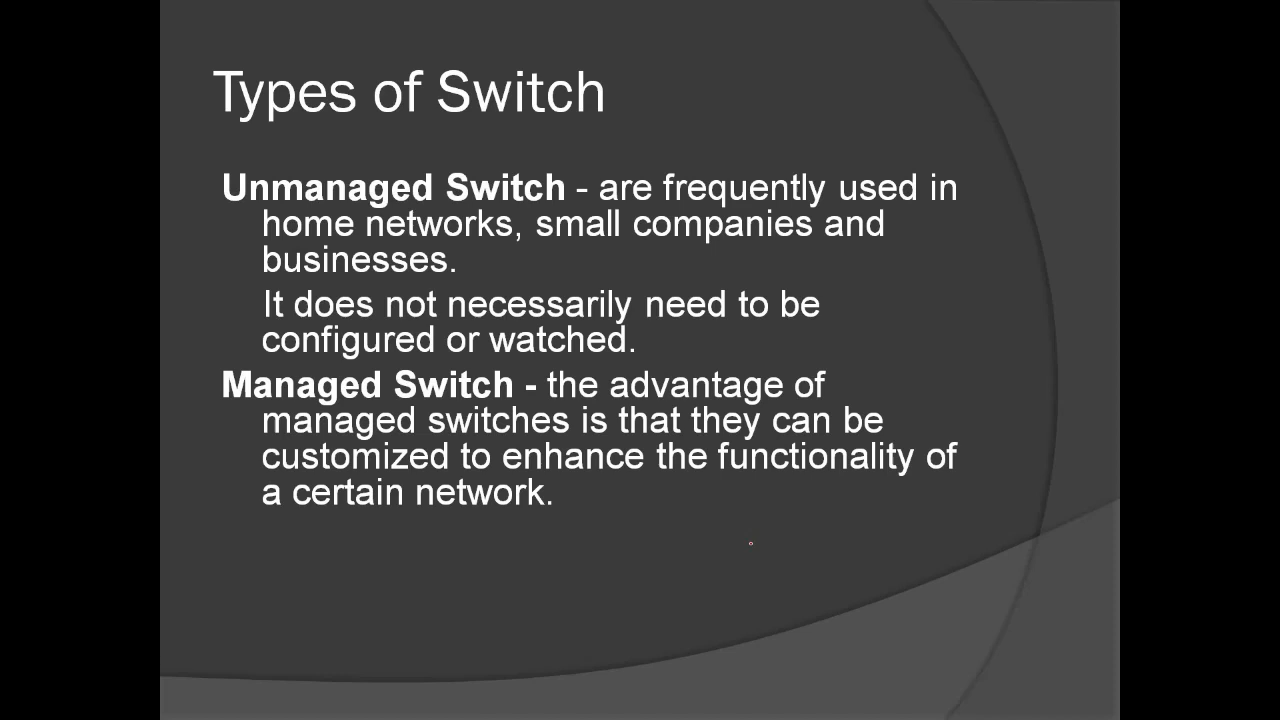 Types of Switch
Unmanaged Switch - are frequently used in
home networks, small companies and
businesses.
It does not necessarily need to be
configured or watched.
Managed Switch - the advantage of
managed switches is that they can be
customized to enhance the functionality of
a certain network.